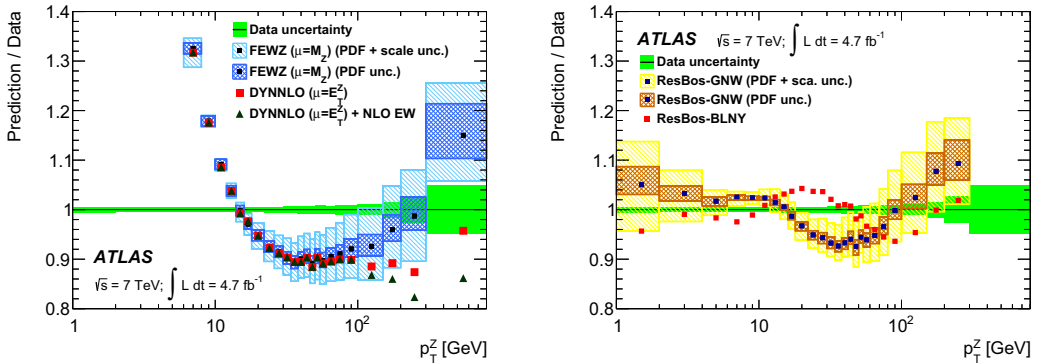 Prediction / Data
1.4
1.3
1.2
1.1
1
0.9
0.8
Data uncertainty
FEWZ (μ=M_Z) (PDF + scale unc.)
FEWZ (μ=M_Z) (PDF unc.)
DYNNLO (μ=E_T^Z)
DYNNLO (μ=E_T^Z) + NLO EW
ATLAS
√s = 7 TeV; ∫ L dt = 4.7 fb⁻¹
1 10 10²
p_T^Z [GeV]
Prediction / Data
1.4
1.3
1.2
1.1
1
0.9
0.8
ATLAS √s = 7 TeV; ∫ L dt = 4.7 fb⁻¹
Data uncertainty
ResBos-GNW (PDF + sca. unc.)
ResBos-GNW (PDF unc.)
ResBos-BLNY
1 10 10²
p_T^Z [GeV]